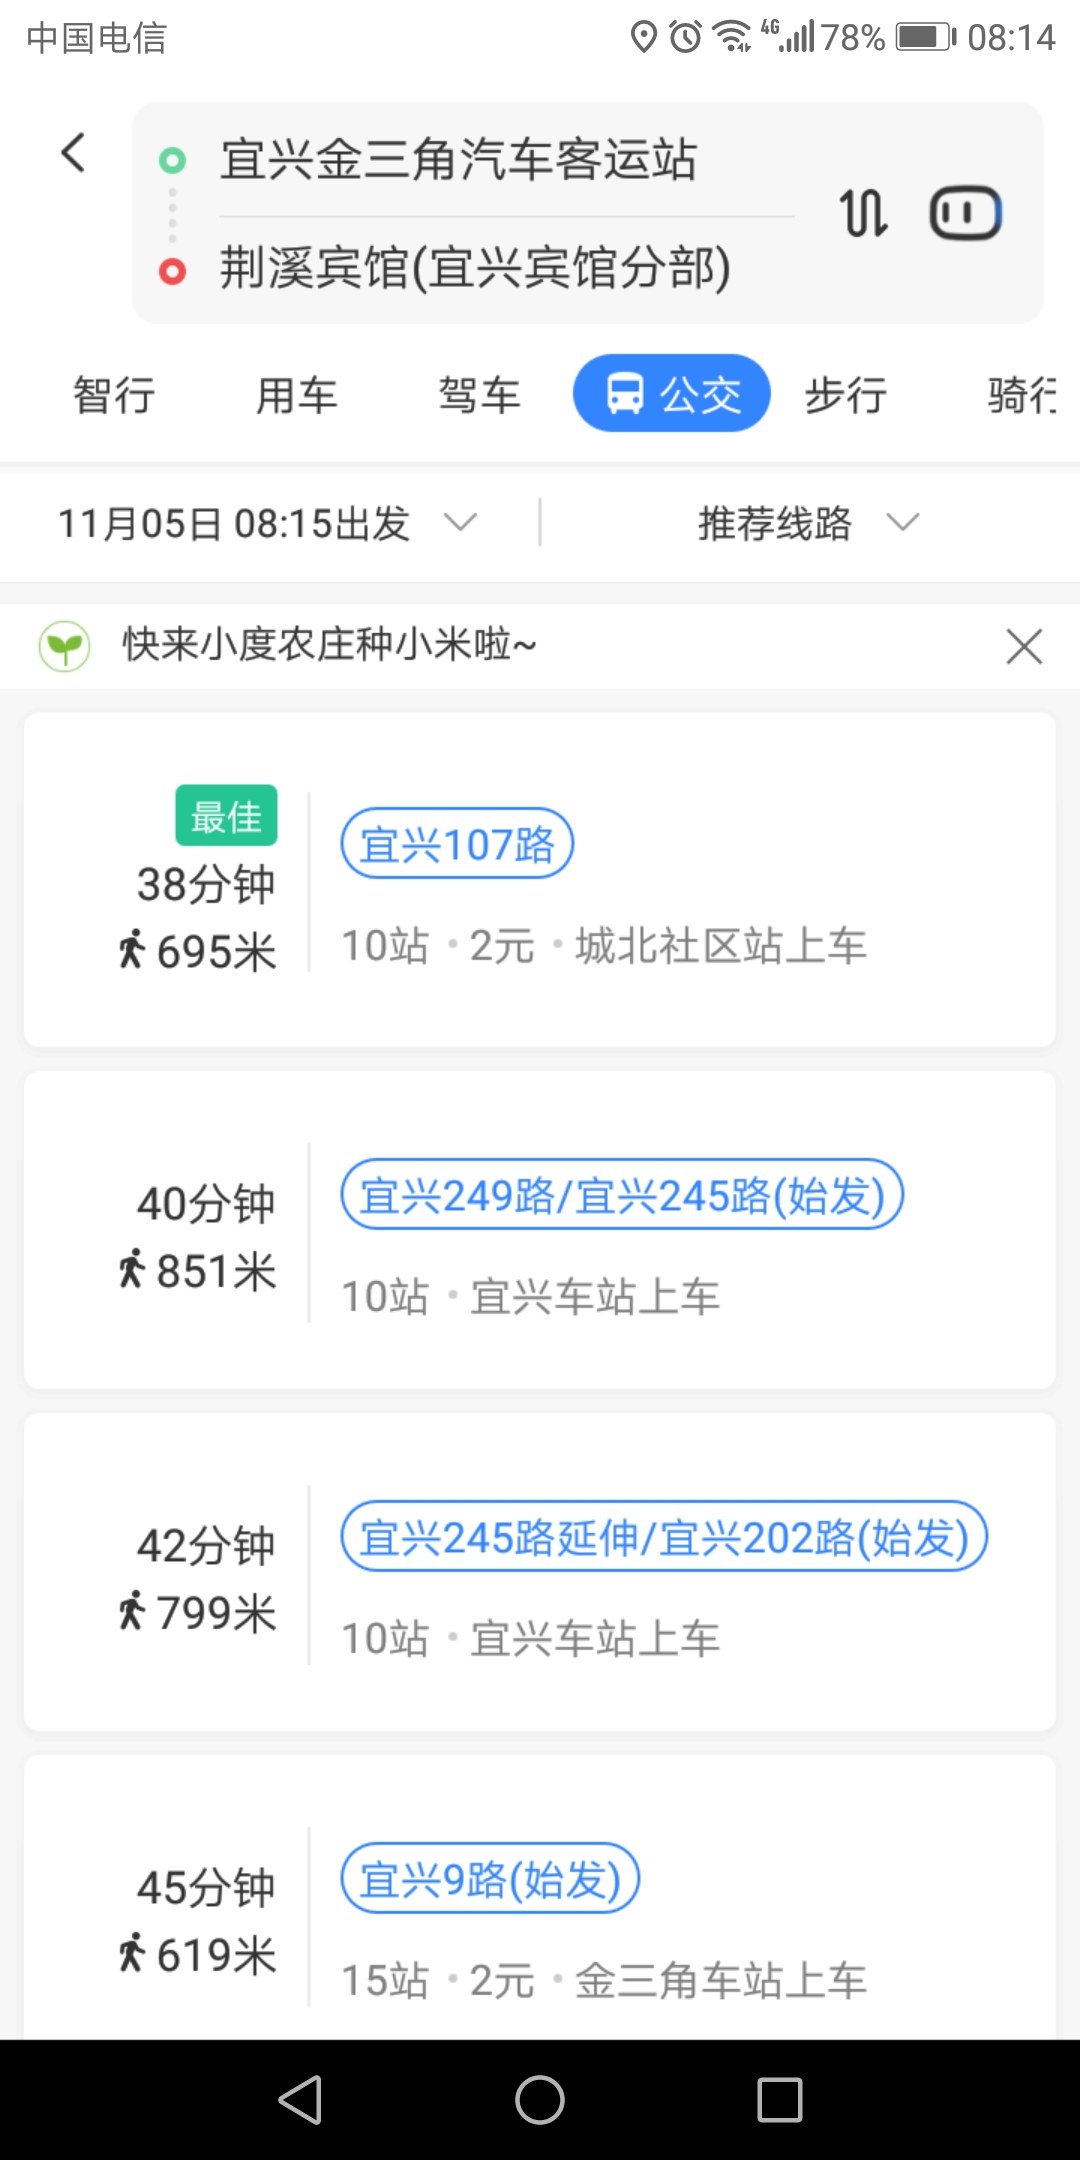 中国电信
4G 78% 08:14
宜兴金三角汽车客运站
荆溪宾馆(宜兴宾馆分部)
智行 用车 驾车 公交 步行 骑行
11月05日 08:15出发 推荐线路
快来小度农庄种小米啦~
最佳
宜兴107路
38分钟
695米
10站·2元·城北社区站上车
宜兴249路/宜兴245路(始发)
40分钟
851米
10站·宜兴车站上车
宜兴245路延伸/宜兴202路(始发)
42分钟
799米
10站·宜兴车站上车
宜兴9路(始发)
45分钟
619米
15站·2元·金三角车站上车